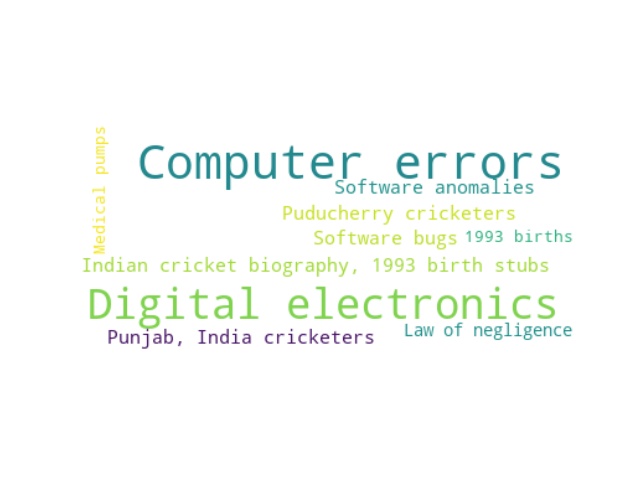 Medical pumps
Computer errors
Software anomalies
Puducherry cricketers
Software bugs
1993 births
Indian cricket biography, 1993 birth stubs
Digital electronics
Punjab, India cricketers
Law of negligence